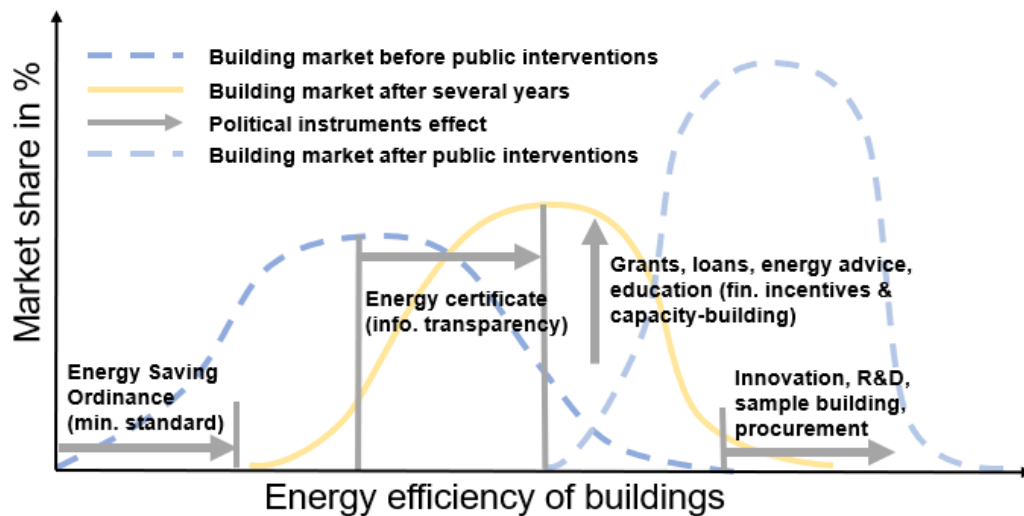 Market share in %
Building market before public interventions
Building market after several years
Political instruments effect
Building market after public interventions
Energy Saving
Ordinance
(min. standard)
Energy certificate
(info. transparency)
Grants, loans, energy advice,
education (fin. incentives &
capacity-building)
Innovation, R&D,
sample building,
procurement
Energy efficiency of buildings